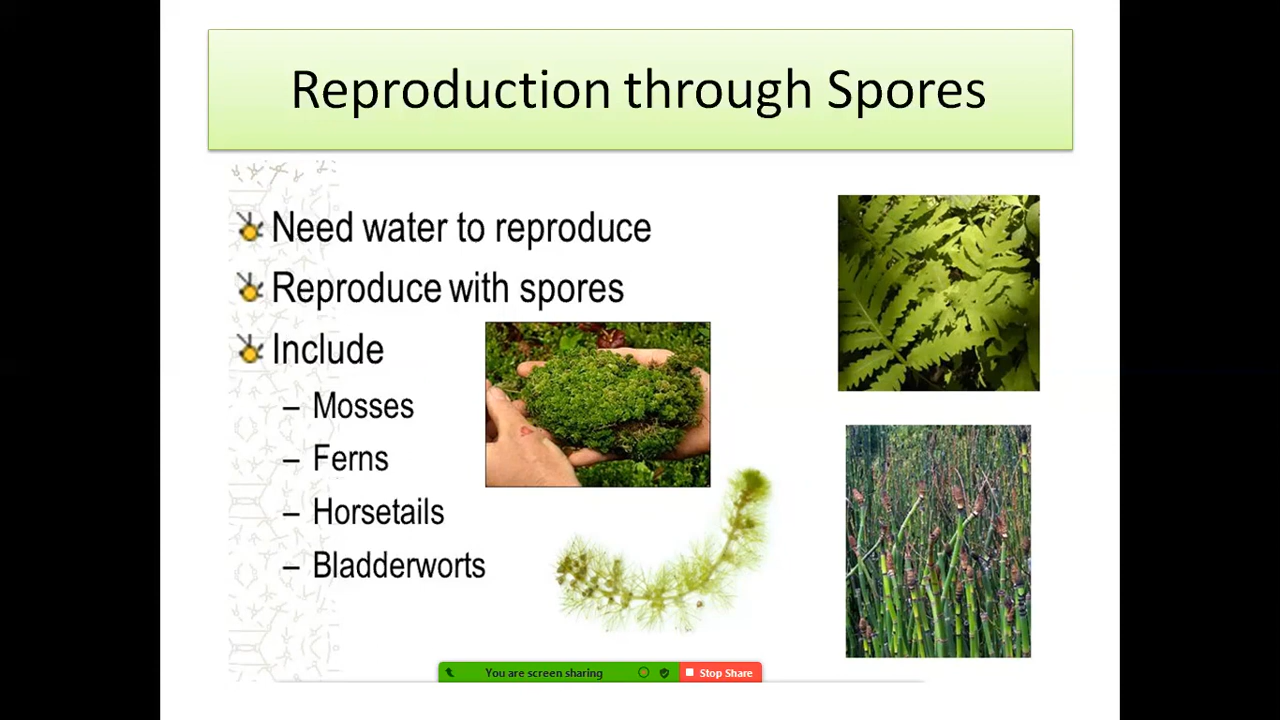 Reproduction through Spores
Need water to reproduce
Reproduce with spores
Include
– Mosses
– Ferns
– Horsetails
– Bladderworts
You are screen sharing
Stop Share